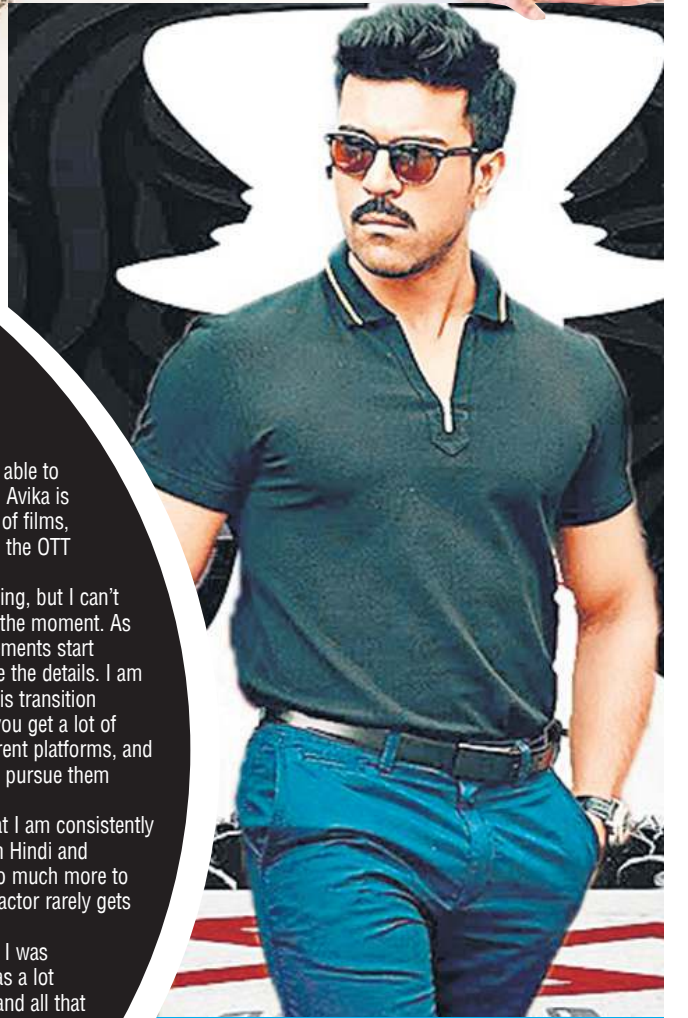 able to
Avika is
of films,
the OTT
ing, but I can't
the moment. As
ments start
e the details. I am
is transition
you get a lot of
rent platforms, and
pursue them
at I am consistently
n Hindi and
o much more to
actor rarely gets
I was
as a lot
and all that